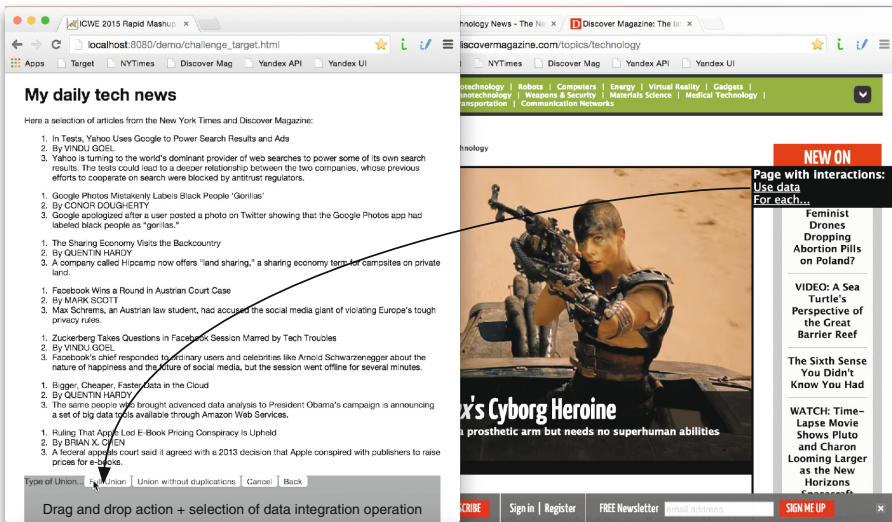 ICWE 2015 Rapid Mashup
localhost:8080/demo/challenge_target.html
Apps Target NYTimes Discover Mag Yandex API Yandex UI
My daily tech news
Here a selection of articles from the New York Times and Discover Magazine:
1. In Tests, Yahoo Uses Google to Power Search Results and Ads
2. By VINDU GOEL
3. Yahoo is turning to the world's dominant provider of web searches to power some of its own search
results. The tests could lead to a deeper relationship between the two companies, whose previous
efforts to cooperate on search were blocked by antitrust regulators.
1. Google Photos Mistakenly Labels Black People 'Gorillas'
2. By CONOR DOUGHERTY
3. Google apologized after a user posted a photo on Twitter showing that the Google Photos app had
labeled black people as "gorillas."
1. The Sharing Economy Visits the Backcountry
2. By QUENTIN HARDY
3. A company called Hipcamp now offers "land sharing," a sharing economy term for campsites on private
land.
1. Facebook Wins a Round in Austrian Court Case
2. By MARK SCOTT
3. Max Schrems, an Austrian law student, had accused the social media giant of violating Europe's tough
privacy rules.
1. Zuckerberg Takes Questions in Facebook Session Marred by Tech Troubles
2. By VINDU GOEL
3. Facebook's chief responded to ordinary users and celebrities like Arnold Schwarzenegger about the
nature of happiness and the future of social media, but the session went offline for several minutes.
1. Bigger, Cheaper, Faster Data in the Cloud
2. By QUENTIN HARDY
3. The same people who brought advanced data analysis to President Obama's campaign is announcing
a set of big data tools available through Amazon Web Services.
1. Ruling That Apple Led E-Book Pricing Conspiracy Is Upheld
2. By BRIAN X. CHEN
3. A federal appeals court said it agreed with a 2013 decision that Apple conspired with publishers to raise
prices for e-books.
Type of Union... Full Union Union without duplications Cancel Back
Drag and drop action + selection of data integration operation
hnology News - The Ne Discover Magazine: The lat
iscovermagazine.com/topics/technology
NYTimes Discover Mag Yandex API Yandex UI
otechnology | Robots | Computers | Energy | Virtual Reality | Gadgets |
anotechnology | Weapons & Security | Materials Science | Medical Technology |
ansportation | Communication Networks
hnology
NEW ON
Page with interactions:
Use data
For each...
Feminist
Drones
Dropping
Abortion Pills
on Poland?
VIDEO: A Sea
Turtle's
Perspective of
the Great
Barrier Reef
The Sixth Sense
You Didn't
Know You Had
WATCH: Time-
Lapse Movie
Shows Pluto
and Charon
Looming Larger
as the New
Horizons
Spacecraft
x's Cyborg Heroine
a prosthetic arm but needs no superhuman abilities
SCRIBE Sign in | Register FREE Newsletter email address SIGN ME UP